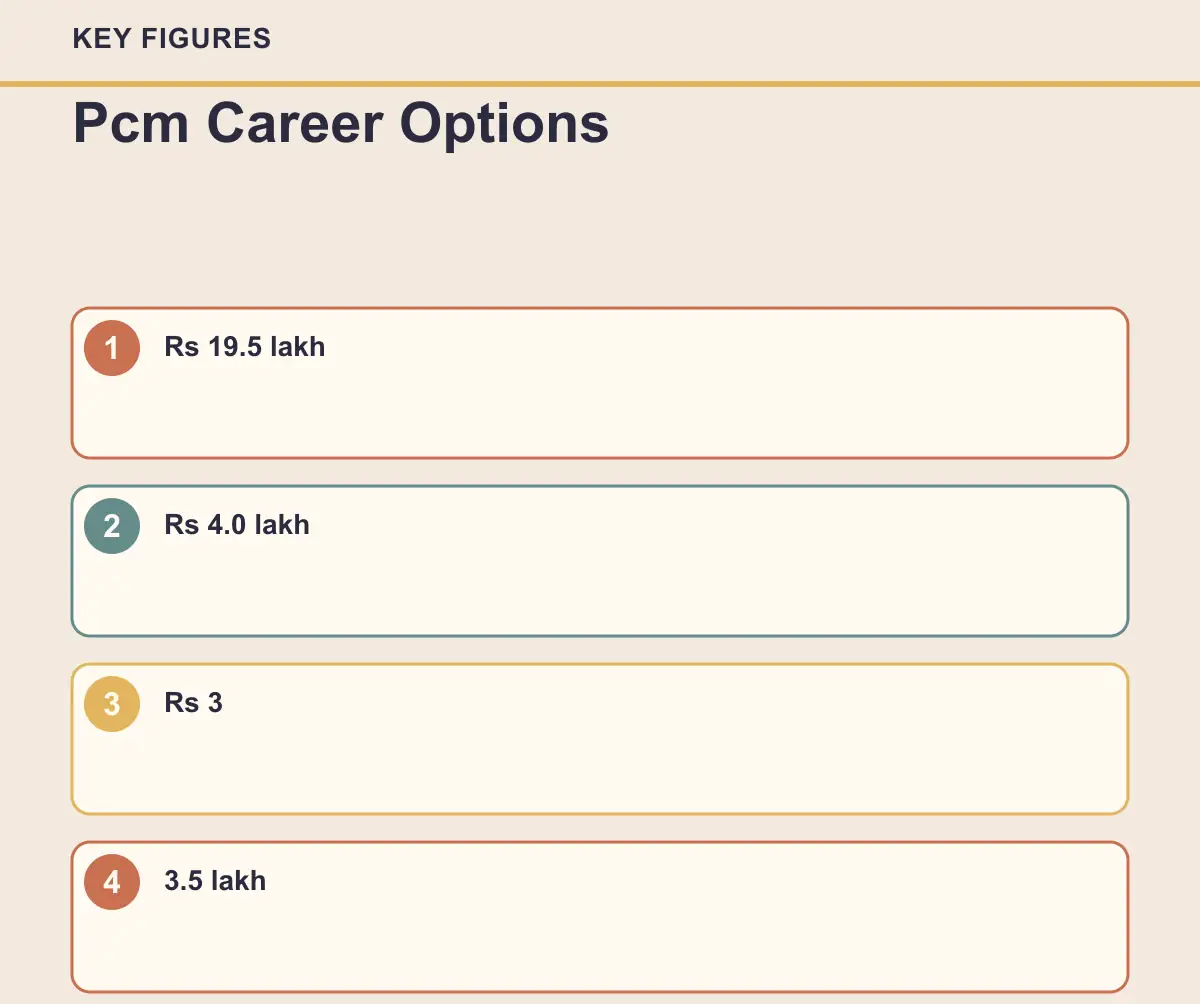 KEY FIGURES
Pcm Career Options
1 Rs 19.5 lakh
2 Rs 4.0 lakh
3 Rs 3
4 3.5 lakh